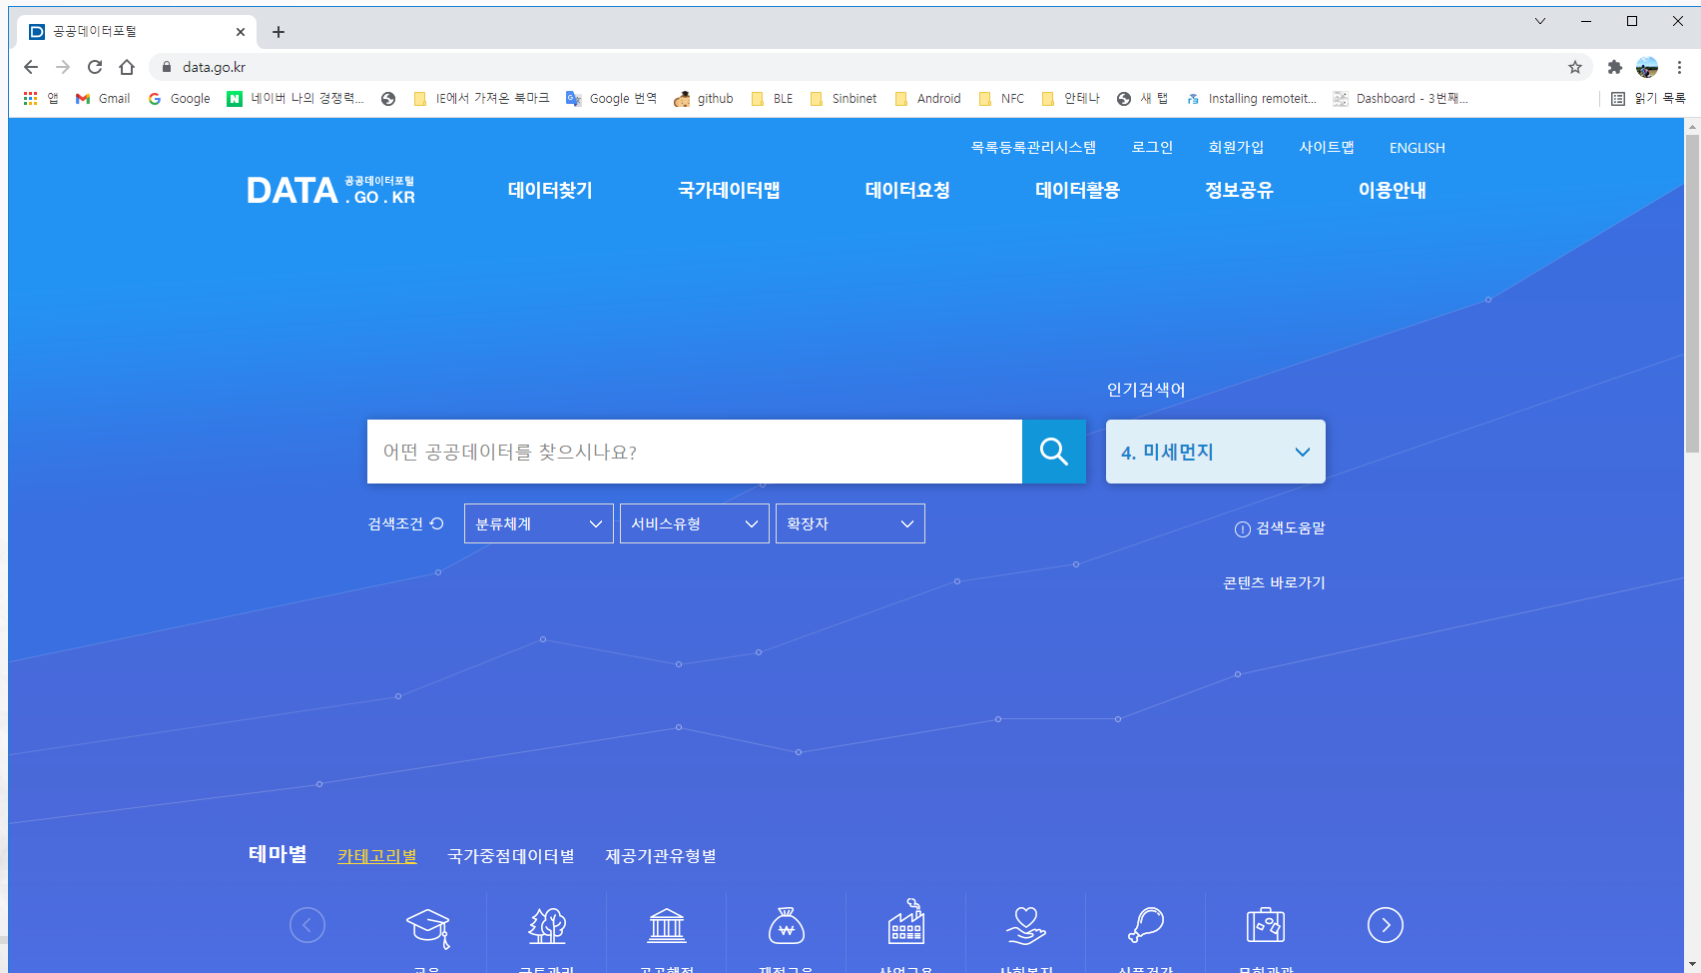 공공데이터포털
data.go.kr
앱 Gmail Google 네이버 나의 경쟁력... IE에서 가져온 북마크 Google 번역 github BLE Sinbinet Android NFC 안테나 새 탭 Installing remoteit... Dashboard - 3번째... 읽기 목록
목록등록관리시스템 로그인 회원가입 사이트맵 ENGLISH
DATA 공공데이터포털 .GO.KR 데이터찾기 국가데이터맵 데이터요청 데이터활용 정보공유 이용안내
인기검색어
어떤 공공데이터를 찾으시나요? 4. 미세먼지
검색조건 분류체계 서비스유형 확장자 검색도움말
콘텐츠 바로가기
테마별 카테고리별 국가중점데이터별 제공기관유형별